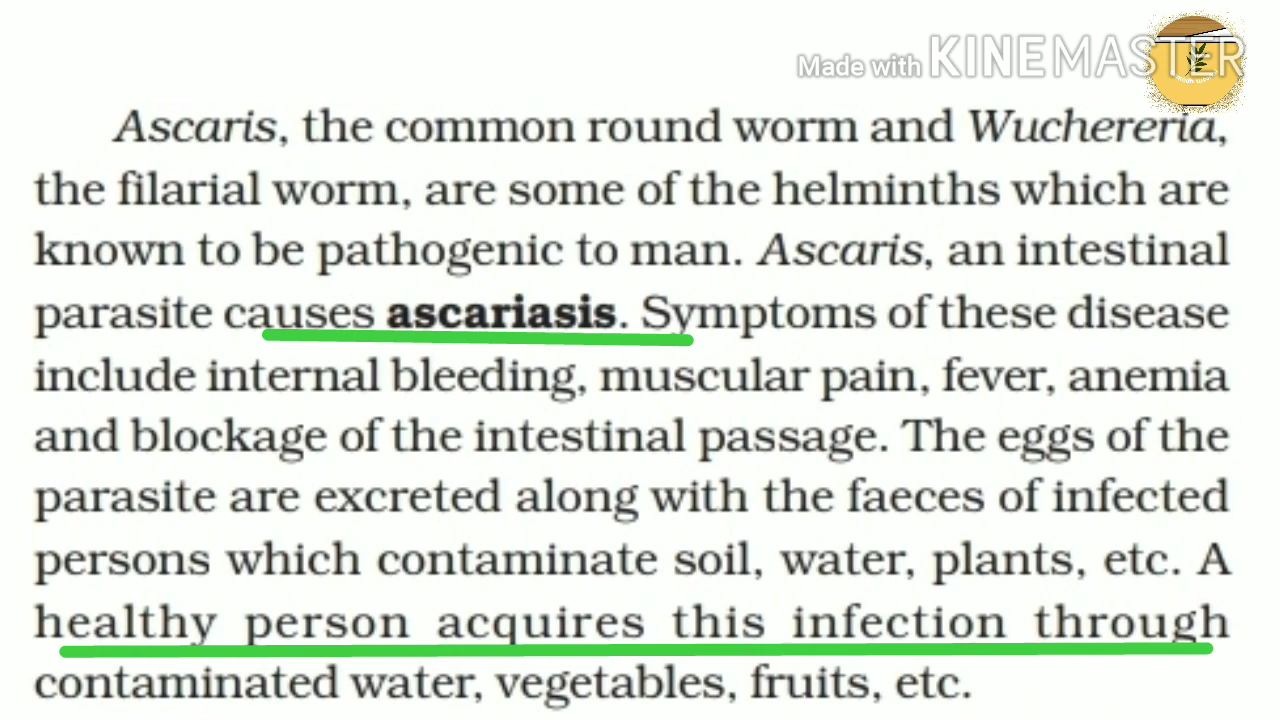 Made with KINEMASTER
Ascaris, the common round worm and Wuchereria,
the filarial worm, are some of the helminths which are
known to be pathogenic to man. Ascaris, an intestinal
parasite causes ascariasis. Symptoms of these disease
include internal bleeding, muscular pain, fever, anemia
and blockage of the intestinal passage. The eggs of the
parasite are excreted along with the faeces of infected
persons which contaminate soil, water, plants, etc. A
healthy person acquires this infection through
contaminated water, vegetables, fruits, etc.